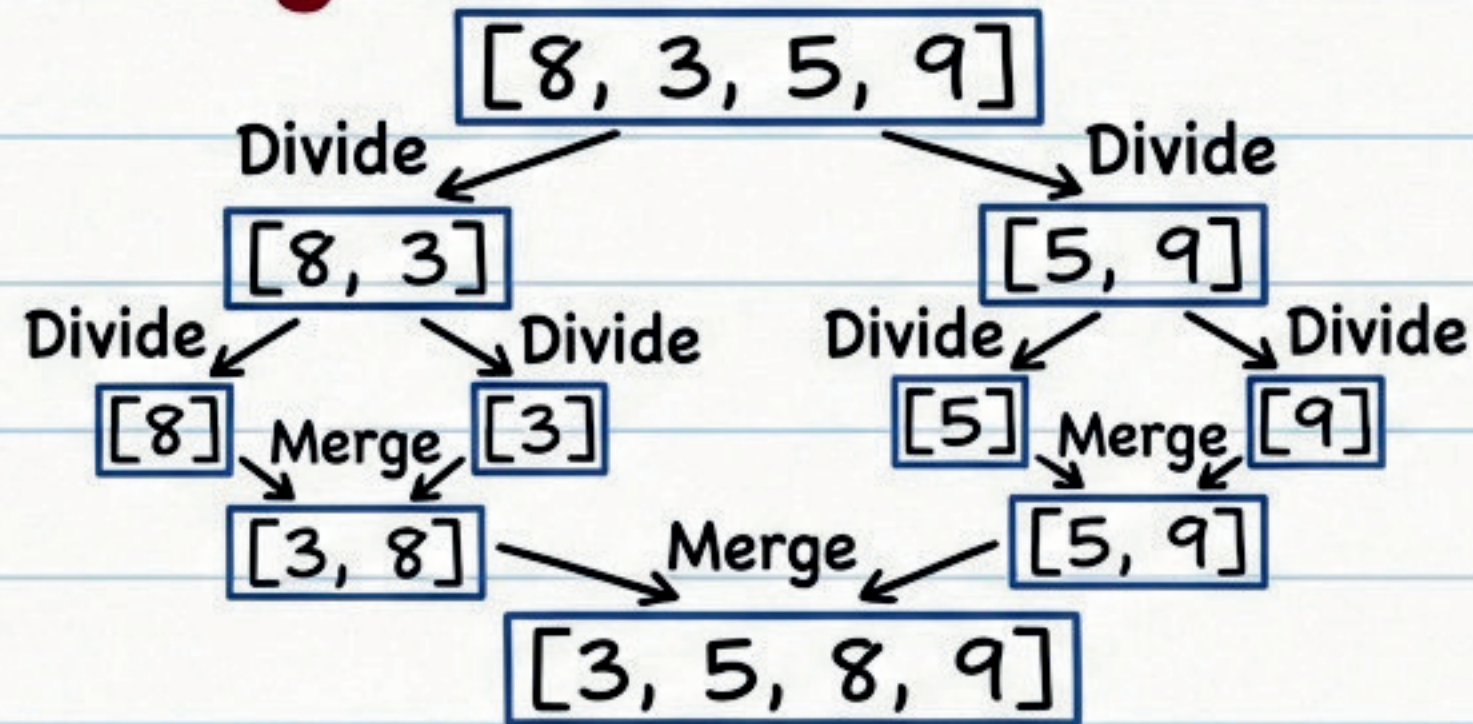 [8, 3, 5, 9]
Divide Divide
[8, 3] [5, 9]
Divide Divide Divide Divide
[8] Merge [3] [5] Merge [9]
[3, 8] Merge [5, 9]
[3, 5, 8, 9]